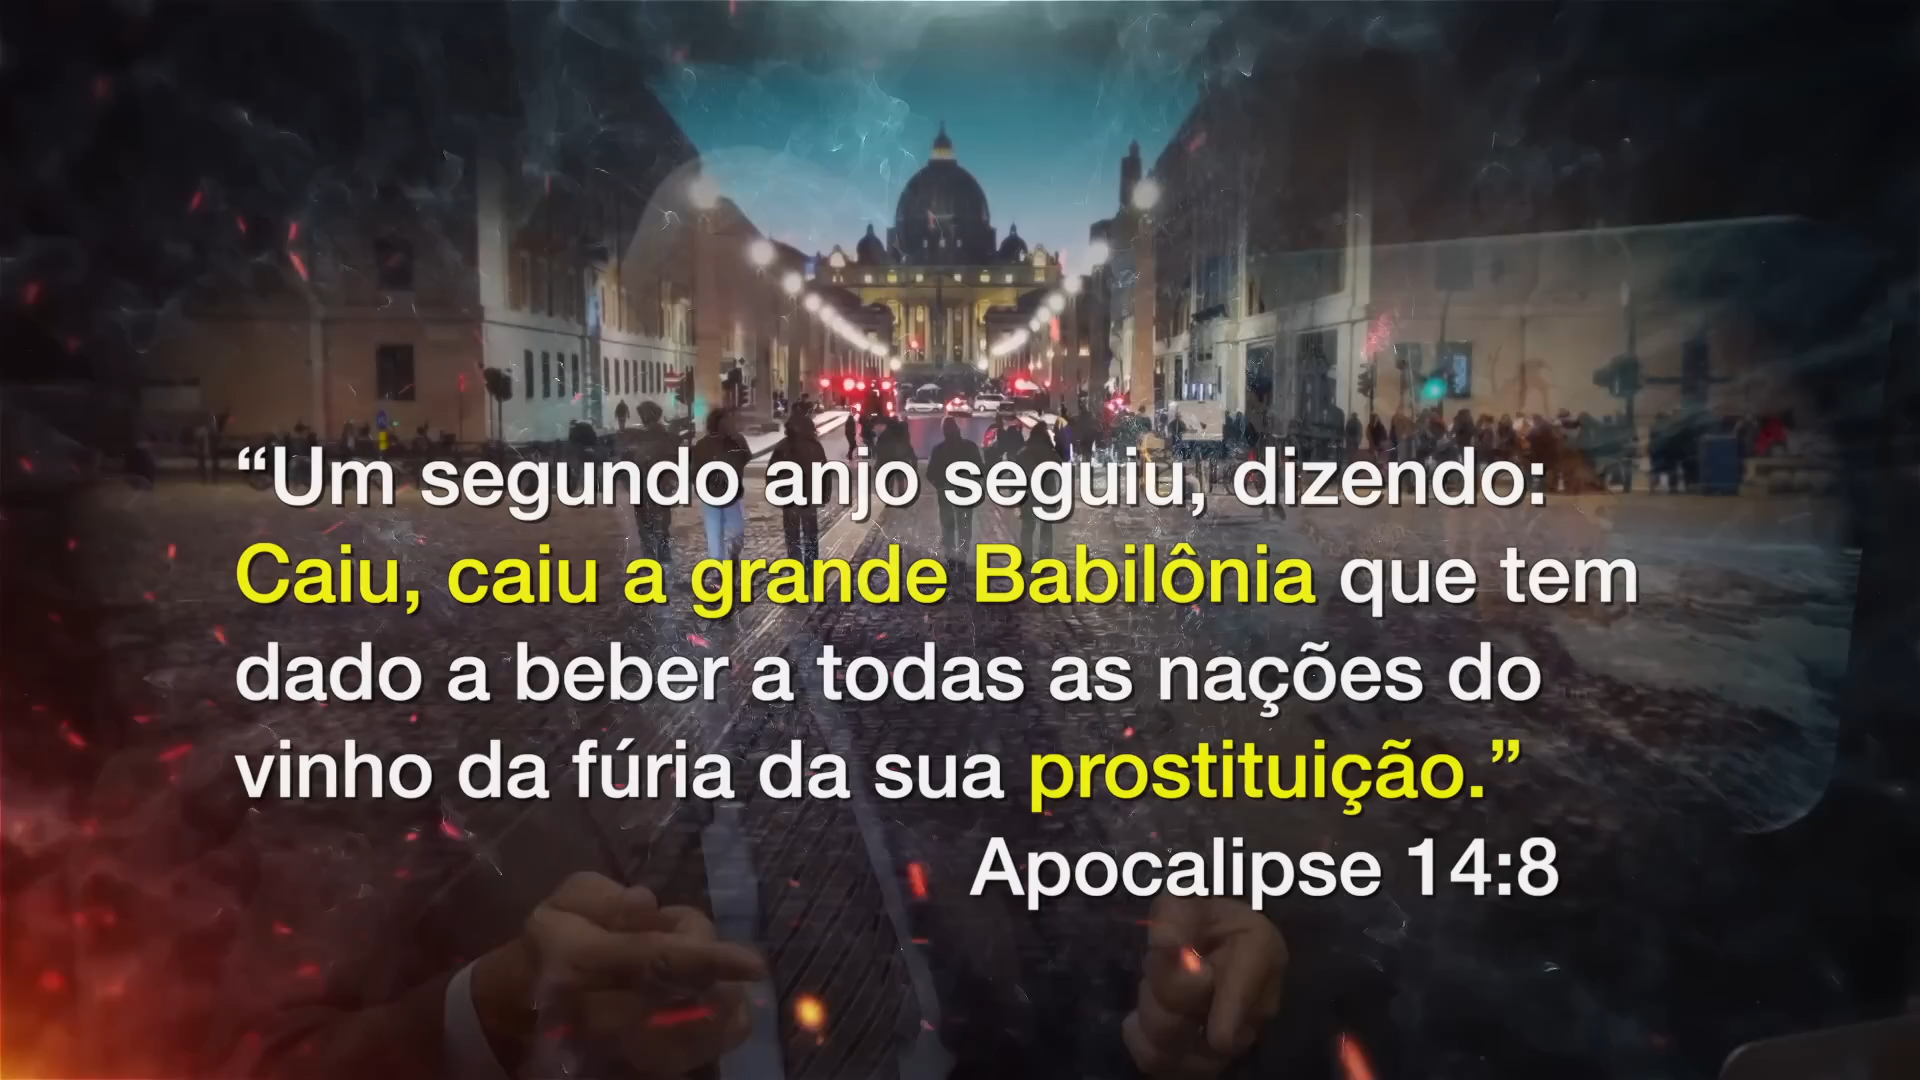 “Um segundo anjo seguiu, dizendo:
Caiu, caiu a grande Babilônia que tem
dado a beber a todas as nações do
vinho da fúria da sua prostituição.”
Apocalipse 14:8